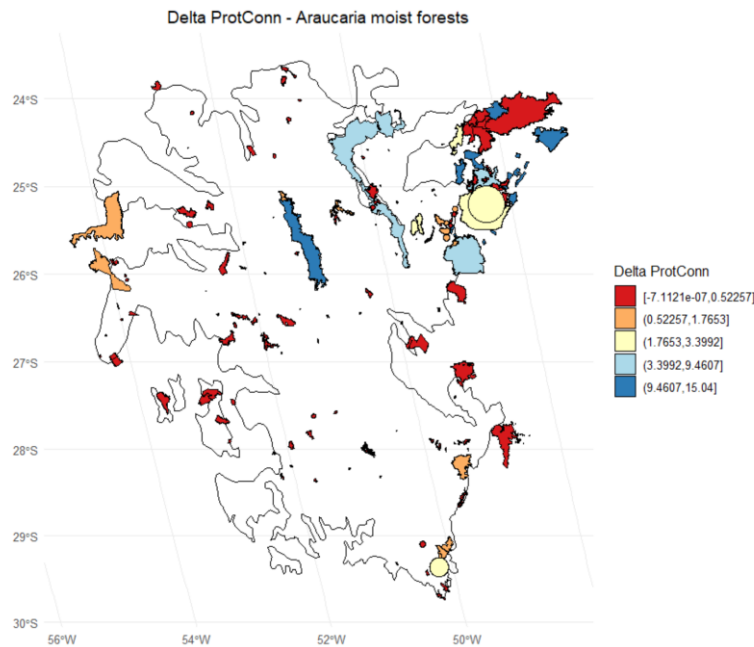 Delta ProtConn - Araucaria moist forests
24°S
25°S
26°S
27°S
28°S
29°S
30°S
56°W
54°W
52°W
50°W
Delta ProtConn
[-7.1121e-07,0.52257]
(0.52257,1.7653]
(1.7653,3.3992]
(3.3992,9.4607]
(9.4607,15.04]